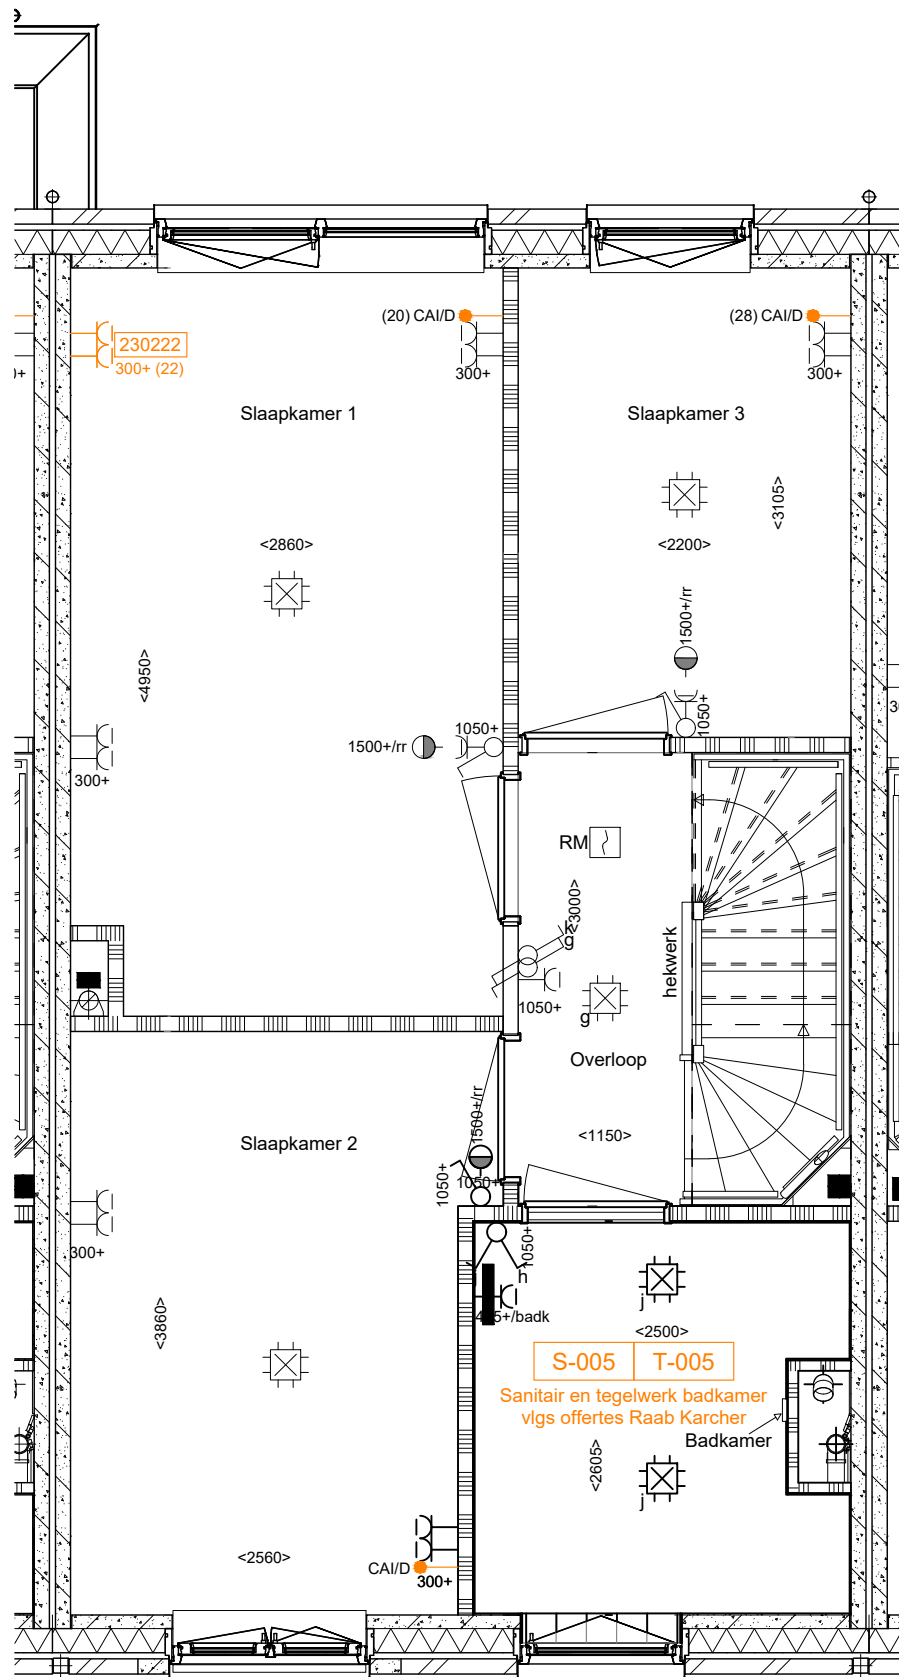 (20) CAI/D
(28) CAI/D
230222
300+ (22)
300+
300+
Slaapkamer 1
Slaapkamer 3
<3105>
<2860>
<2200>
1500+/rr
<4950>
1050+
1050+
1500+/rr
300+
RM
<3000>
g
hekwerk
1050+
g
Overloop
1500+/rr
<1150>
Slaapkamer 2
1050+
1050+
1050+
300+
h
j
+/badk
<3860>
<2500>
S-005
T-005
Sanitair en tegelwerk badkamer
vlgs offertes Raab Karcher
Badkamer
<2605>
j
<2560>
CAI/D
300+